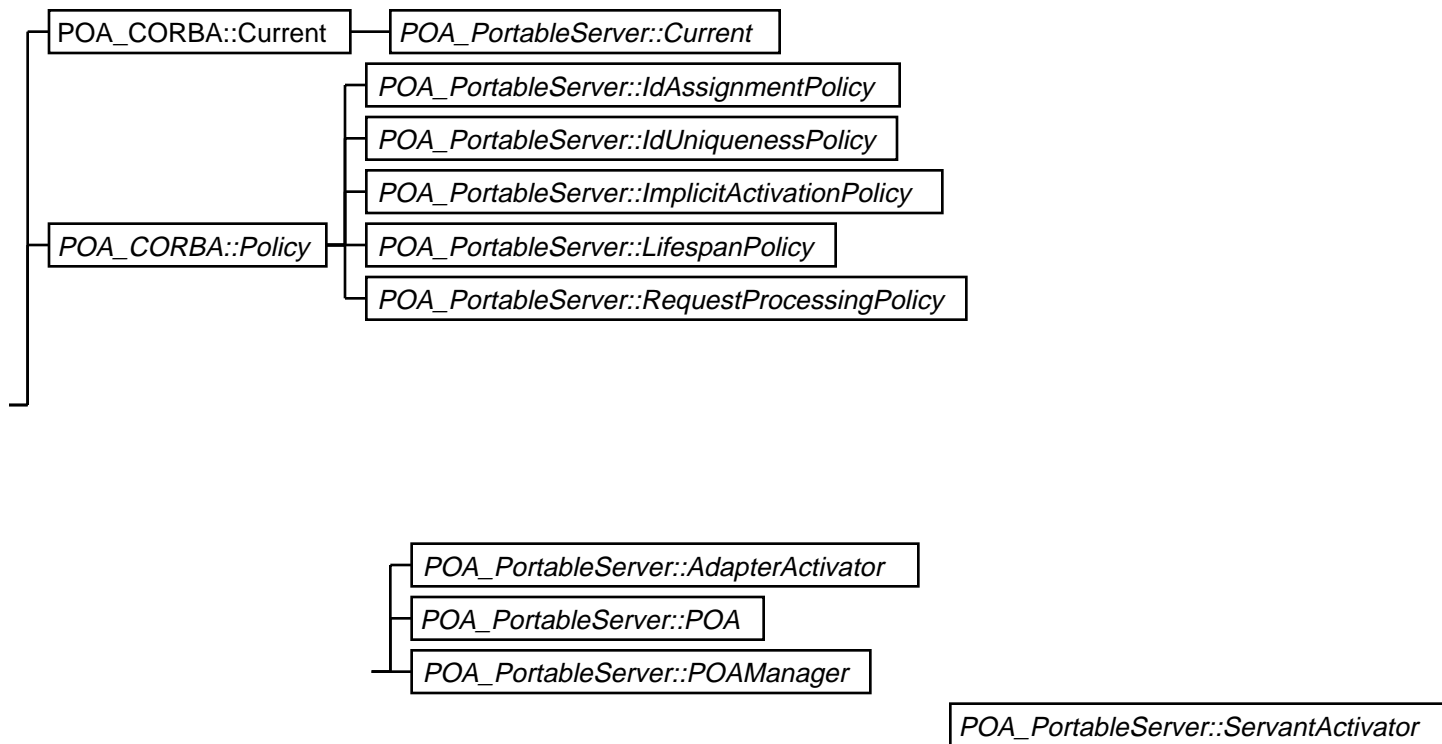 POA_CORBA::Current
POA_PortableServer::Current
POA_PortableServer::IdAssignmentPolicy
POA_PortableServer::IdUniquenessPolicy
POA_PortableServer::ImplicitActivationPolicy
POA_CORBA::Policy
POA_PortableServer::LifespanPolicy
POA_PortableServer::RequestProcessingPolicy
POA_PortableServer::AdapterActivator
POA_PortableServer::POA
POA_PortableServer::POAManager
POA_PortableServer::ServantActivator